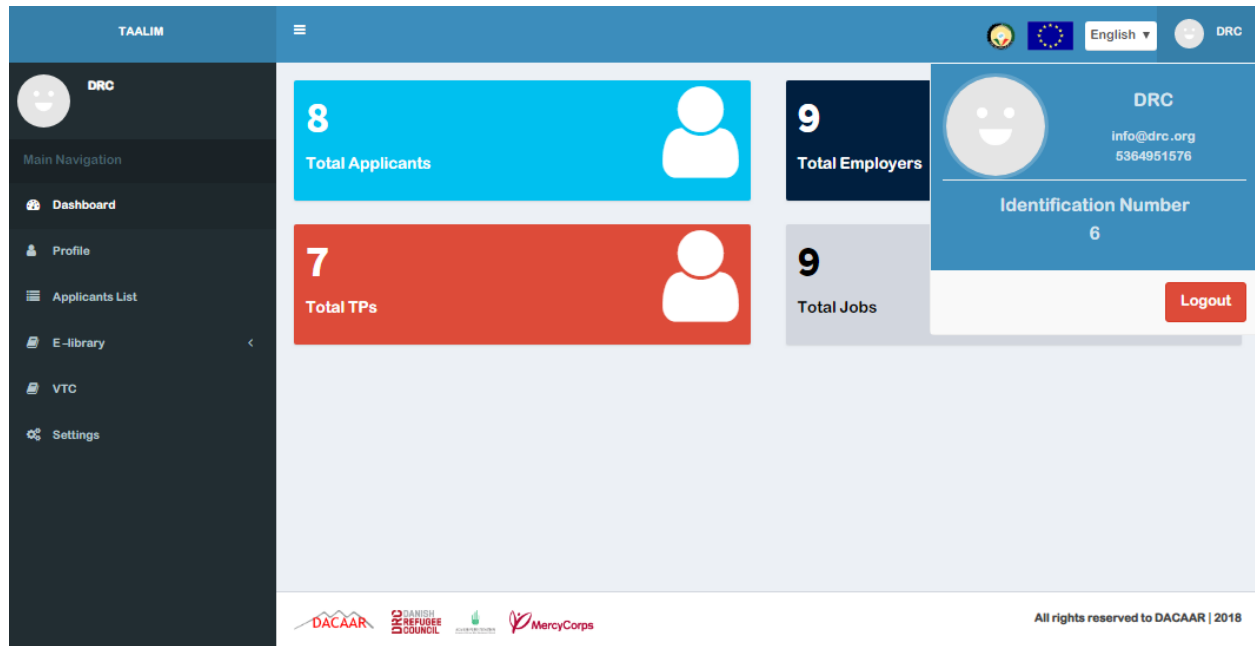 TAALIM
English ▼
DRC
DRC
Main Navigation
Dashboard
Profile
Applicants List
E-library
VTC
Settings
8
Total Applicants
9
Total Employers
7
Total TPs
9
Total Jobs
DRC
info@drc.org
5364951576
Identification Number
6
Logout
DACAAR
DRC DANISH
REFUGEE
COUNCIL
MercyCorps
All rights reserved to DACAAR | 2018